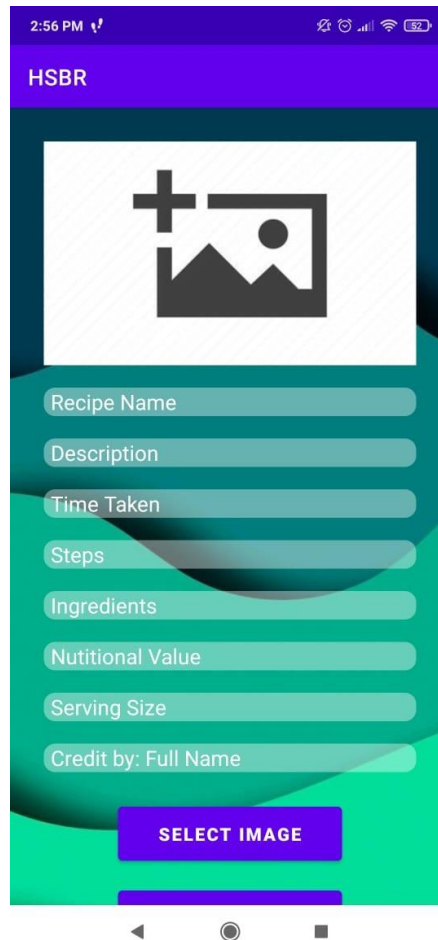 2:56 PM 52
HSBR
Recipe Name
Description
Time Taken
Steps
Ingredients
Nutitional Value
Serving Size
Credit by: Full Name
SELECT IMAGE